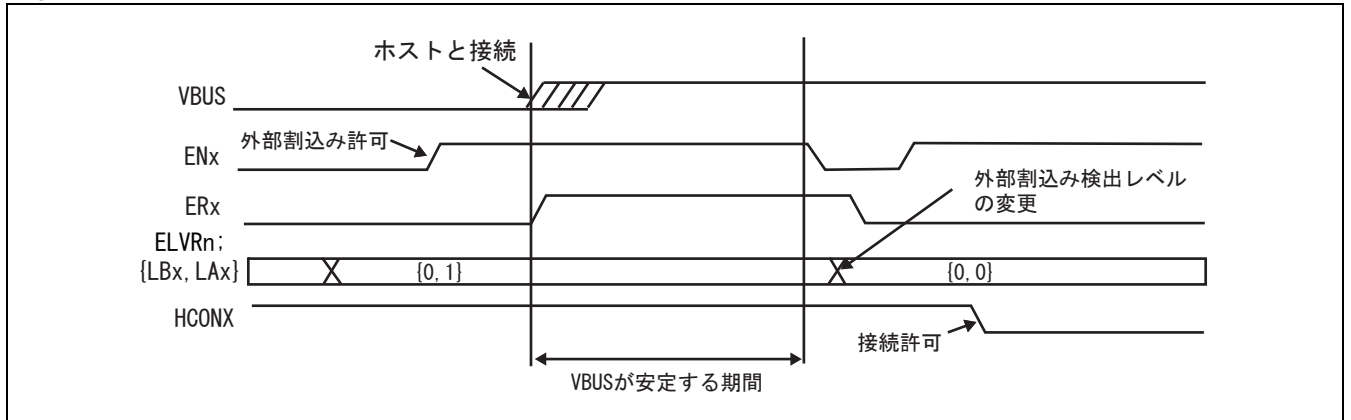 ホストと接続
VBUS
外部割込み許可
ENx
外部割込み検出レベル
の変更
ERx
ELVRn;
{LBx, LAx}
{0, 1}
{0, 0}
HCONX
接続許可
VBUSが安定する期間